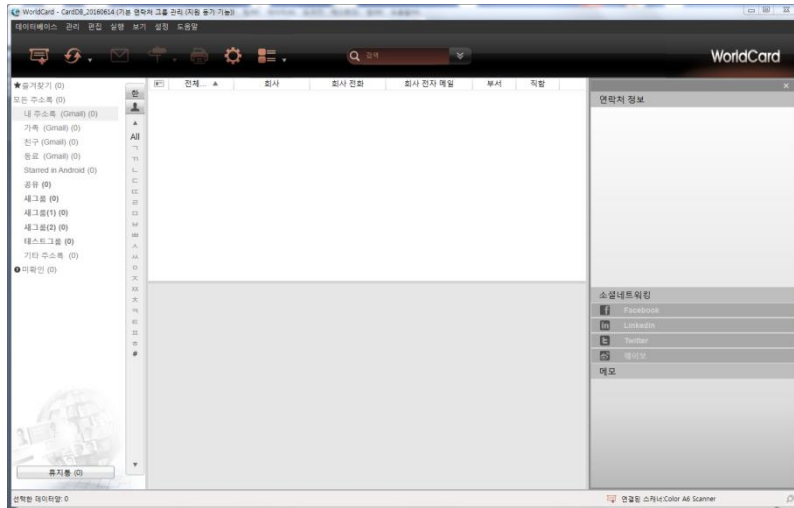 WorldCard - CardDB_20160614 (기본 연락처 그룹 관리 (지원 동기 기능))
데이터베이스 관리 편집 실행 보기 설정 도움말
검색
WorldCard
즐겨찾기 (0)
모든 주소록 (0)
내 주소록 (Gmail) (0)
가족 (Gmail) (0)
친구 (Gmail) (0)
동료 (Gmail) (0)
Starred in Android (0)
공유 (0)
새그룹 (0)
새그룹(1) (0)
새그룹(2) (0)
테스트그룹 (0)
기타 주소록 (0)
미확인 (0)
휴지통 (0)
한
All
ㄱ
ㄲ
ㄴ
ㄷ
ㄸ
ㄹ
ㅁ
ㅂ
ㅃ
ㅅ
ㅆ
ㅇ
ㅈ
ㅉ
ㅊ
ㅋ
ㅌ
ㅍ
ㅎ
#
전체... 회사 회사 전화 회사 전자 메일 부서 직함
연락처 정보
소셜네트워킹
Facebook
LinkedIn
Twitter
웨이보
메모
선택한 데이터양: 0
연결된 스캐너:Color A6 Scanner